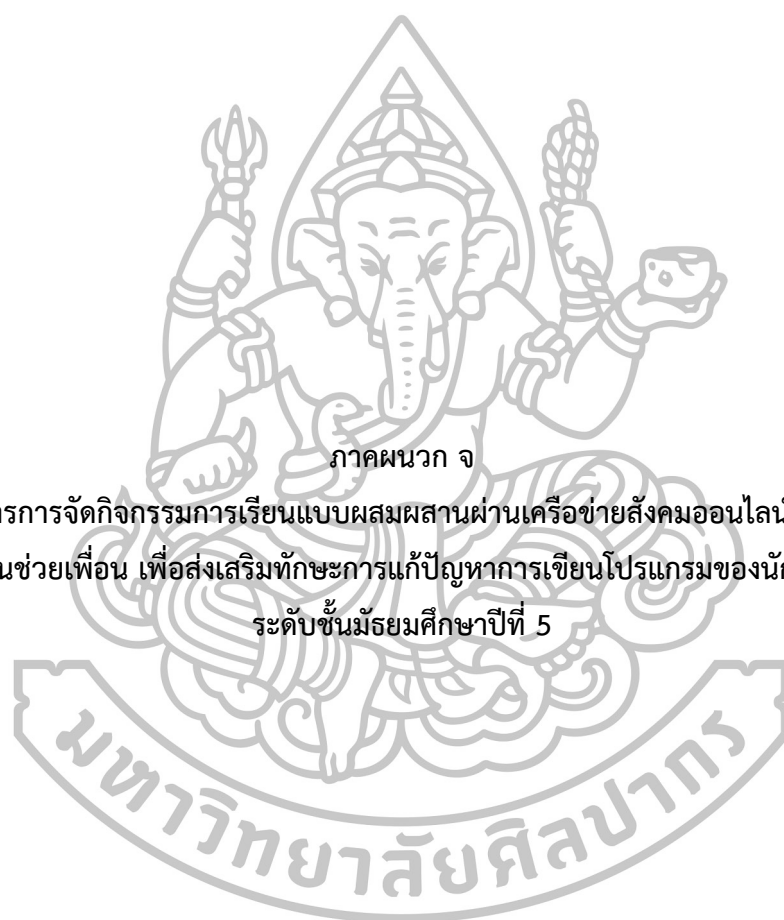 ภาคผนวก จ
การจัดกิจกรรมการเรียนแบบผสมผสานผ่านเครือข่ายสังคมออนไลน์
ช่วยเพื่อน เพื่อส่งเสริมทักษะการแก้ปัญหาการเขียนโปรแกรมของ
ระดับชั้นมัธยมศึกษาปีที่ 5
มหาวิทยาลัยศิลปากร